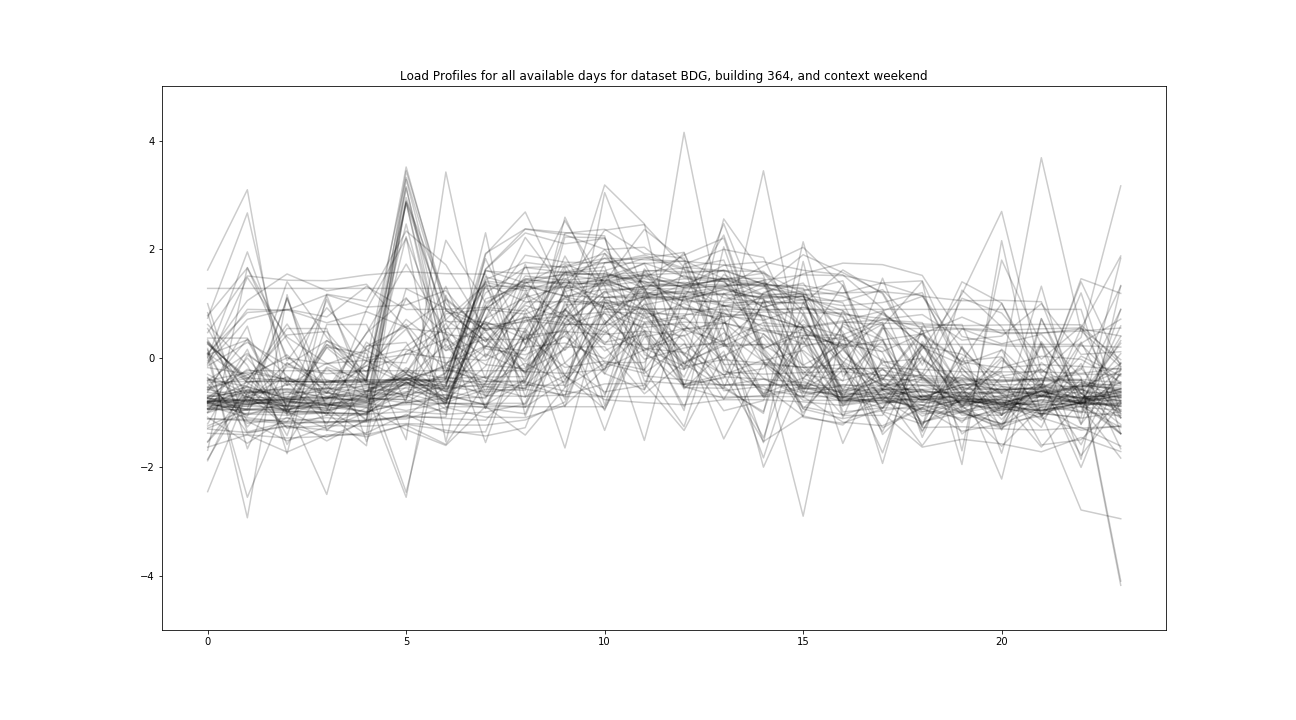 Load Profiles for all available days for dataset BDG, building 364, and context weekend
4
2
0
−2
−4
0 5 10 15 20